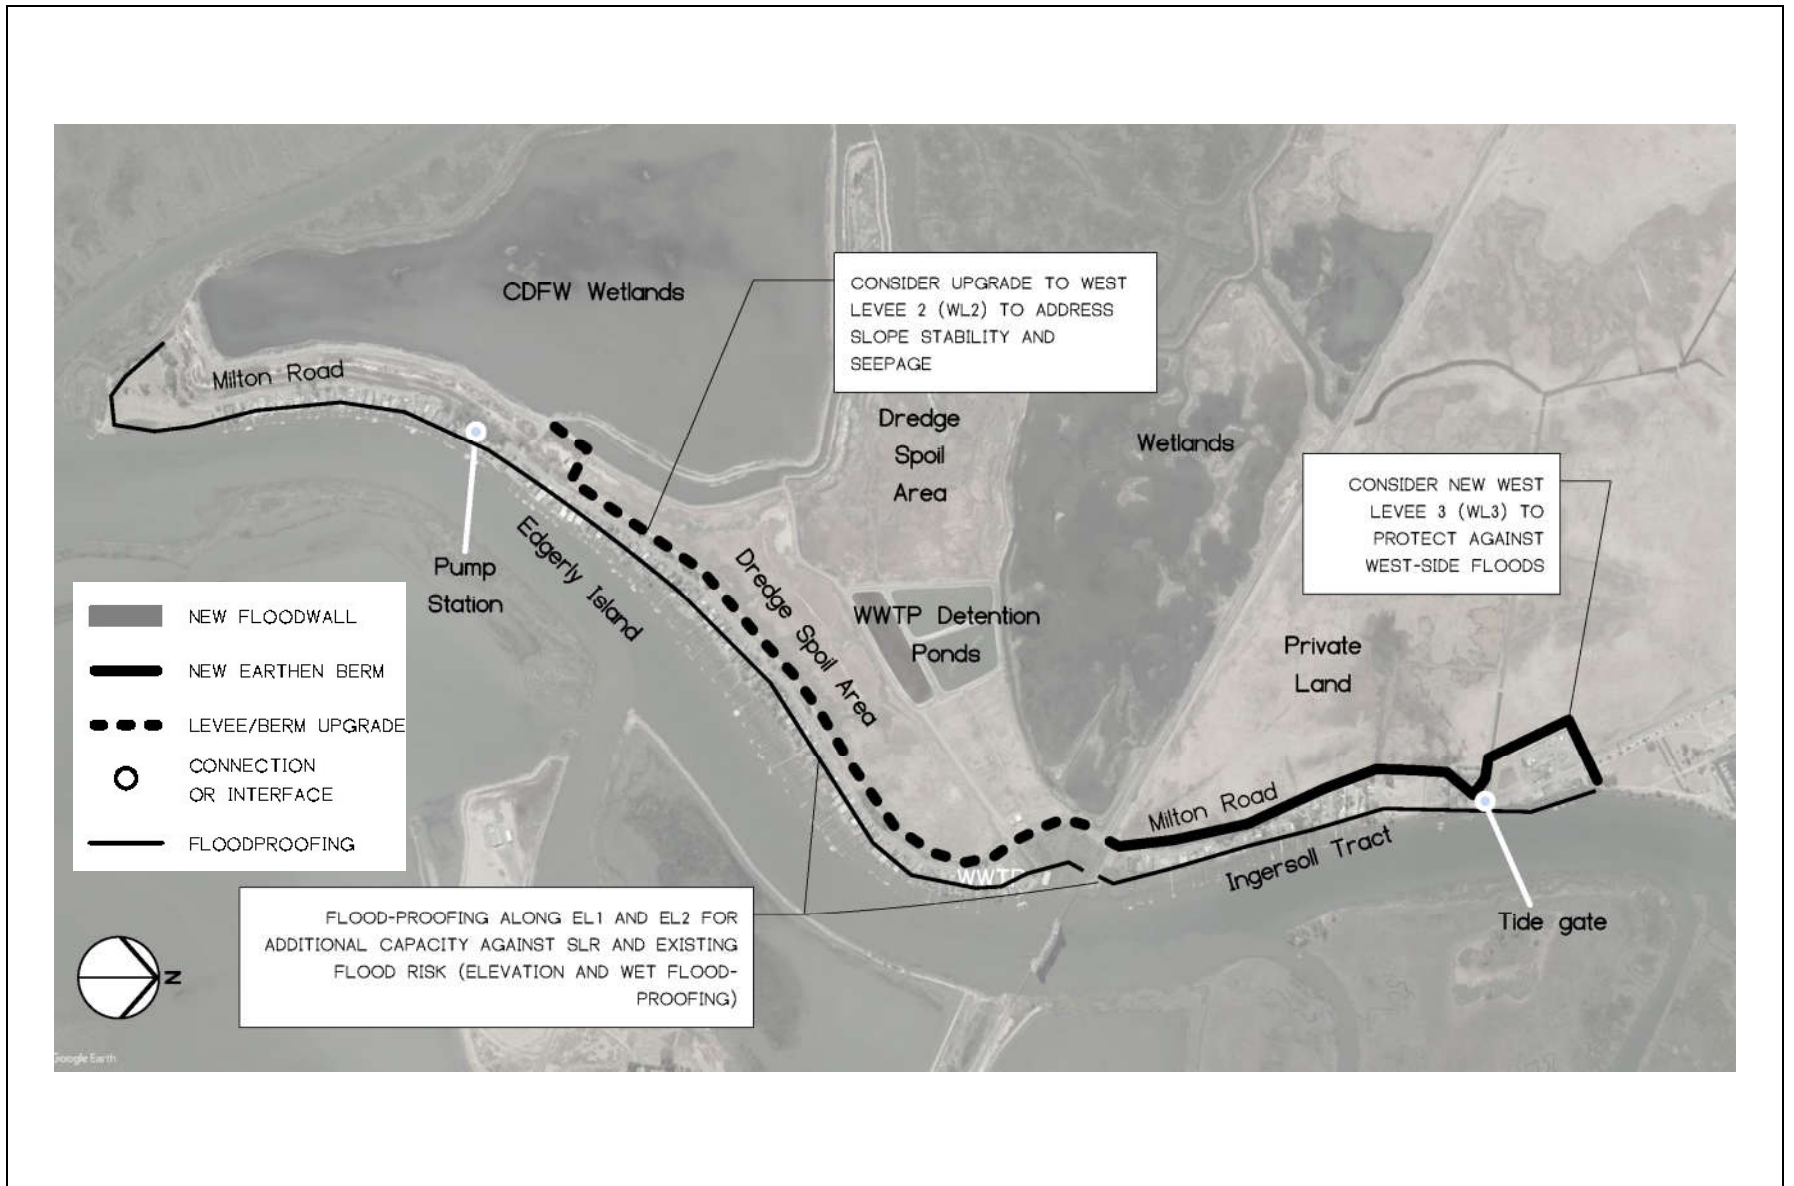 CDFW Wetlands
CONSIDER UPGRADE TO WEST
LEVEE 2 (WL2) TO ADDRESS
SLOPE STABILITY AND
SEEPAGE
Milton Road
Dredge
Spoil
Area
Wetlands
CONSIDER NEW WEST
LEVEE 3 (WL3) TO
PROTECT AGAINST
WEST-SIDE FLOODS
Pump
Station
Edgerly Island
Dredge Spoil Area
WWTP Detention
Ponds
Private
Land
NEW FLOODWALL
NEW EARTHEN BERM
LEVEE/BERM UPGRADE
CONNECTION
OR INTERFACE
FLOODPROOFING
Milton Road
Ingersoll Tract
WWTP
Tide gate
FLOOD-PROOFING ALONG EL1 AND EL2 FOR
ADDITIONAL CAPACITY AGAINST SLR AND EXISTING
FLOOD RISK (ELEVATION AND WET FLOOD-
PROOFING)
N
Google Earth